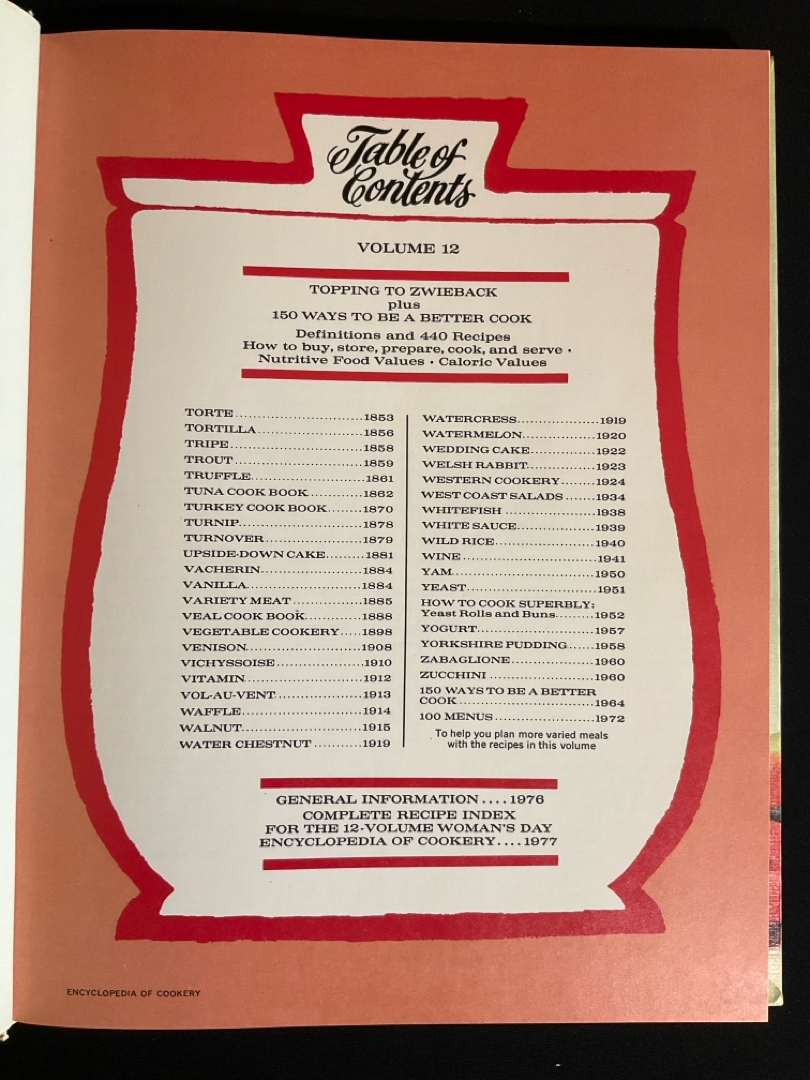 Table of
Contents
VOLUME 12
TOPPING TO ZWIEBACK
plus
150 WAYS TO BE A BETTER COOK
Definitions and 440 Recipes
How to buy, store, prepare, cook, and serve •
Nutritive Food Values • Caloric Values
TORTE............................1853
TORTILLA........................1856
TRIPE.............................1858
TROUT............................1859
TRUFFLE.........................1861
TUNA COOK BOOK............1862
TURKEY COOK BOOK........1870
TURNIP...........................1878
TURNOVER......................1879
UPSIDE-DOWN CAKE.........1881
VACHERIN.......................1884
VANILLA.........................1884
VARIETY MEAT................1885
VEAL COOK BOOK............1888
VEGETABLE COOKERY.....1898
VENISON.........................1908
VICHYSSOISE...................1910
VITAMIN.........................1912
VOL-AU-VENT...................1913
WAFFLE..........................1914
WALNUT..........................1915
WATER CHESTNUT...........1919
WATERCRESS..................1919
WATERMELON.................1920
WEDDING CAKE...............1922
WELSH RABBIT................1923
WESTERN COOKERY........1924
WEST COAST SALADS.......1934
WHITEFISH.....................1938
WHITE SAUCE..................1939
WILD RICE......................1940
WINE..............................1941
YAM...............................1950
YEAST............................1951
HOW TO COOK SUPERBLY:
Yeast Rolls and Buns.........1952
YOGURT..........................1957
YORKSHIRE PUDDING......1958
ZABAGLIONE...................1960
ZUCCHINI.......................1960
150 WAYS TO BE A BETTER
COOK..............................1964
100 MENUS......................1972
To help you plan more varied meals
with the recipes in this volume
GENERAL INFORMATION....1976
COMPLETE RECIPE INDEX
FOR THE 12-VOLUME WOMAN'S DAY
ENCYCLOPEDIA OF COOKERY....1977
ENCYCLOPEDIA OF COOKERY